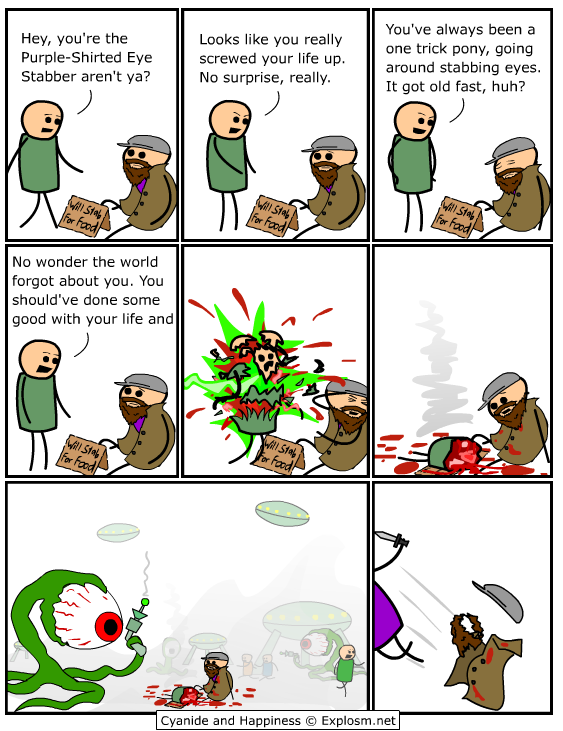 Hey, you're the
Purple-Shirted Eye
Stabber aren't ya?
Will Stab
For Food
Looks like you really
screwed your life up.
No surprise, really.
Will Stab
For Food
You've always been a
one trick pony, going
around stabbing eyes.
It got old fast, huh?
Will Stab
For Food
No wonder the world
forgot about you. You
should've done some
good with your life and
Will Stab
For Food
Will Stab
For Food
Cyanide and Happiness © Explosm.net